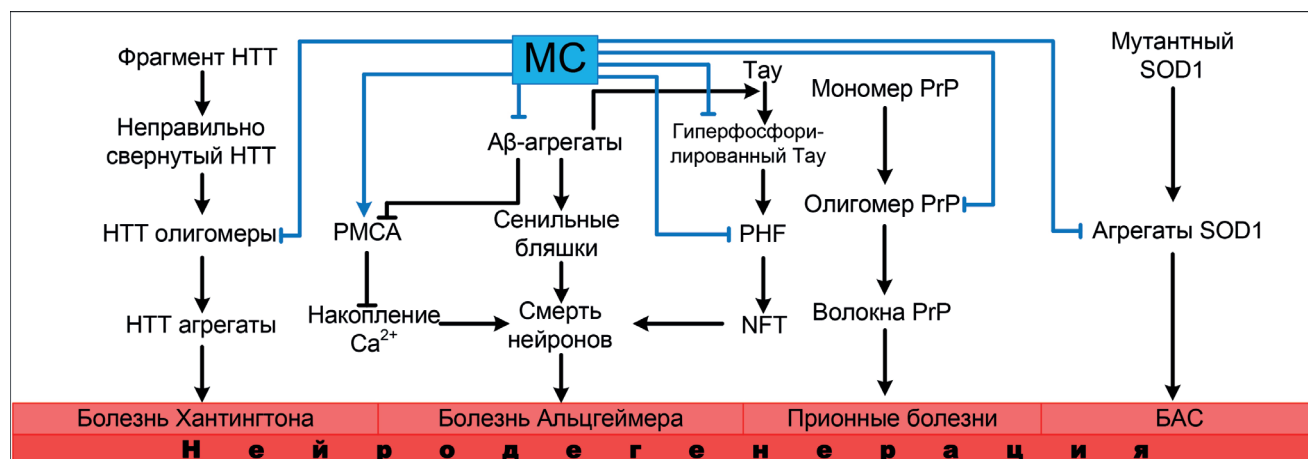 Фрагмент HTT
Неправильно
свернутый HTT
HTT олигомеры
HTT агрегаты
МС
Aβ-агрегаты
PMCA
Накопление
Ca²⁺
Сенильные
бляшки
Смерть
нейронов
Тау
Гиперфосфори-
лированный Тау
PHF
NFT
Мономер PrP
Олигомер PrP
Волокна PrP
Мутантный
SOD1
Агрегаты SOD1
Болезнь Хантингтона
Болезнь Альцгеймера
Прионные болезни
БАС
Нейродегенерация